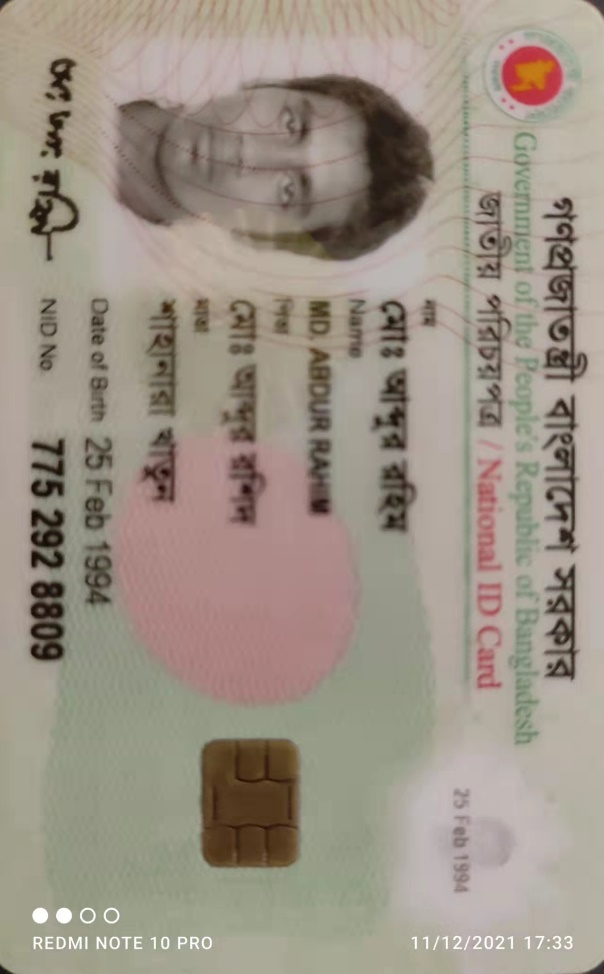 গণপ্রজাতন্ত্রী বাংলাদেশ সরকার
Government of the People's Republic of Bangladesh
জাতীয় পরিচয়পত্র / National ID Card
নাম
মোঃ আব্দুর রহিম
Name
MD. ABDUR RAHIM
পিতা
মোঃ আব্দুর রশিদ
মাতা
শাহনারা খাতুন
Date of Birth 25 Feb 1994
NID No. 775 292 8809
25 Feb 1994
REDMI NOTE 10 PRO
11/12/2021 17:33